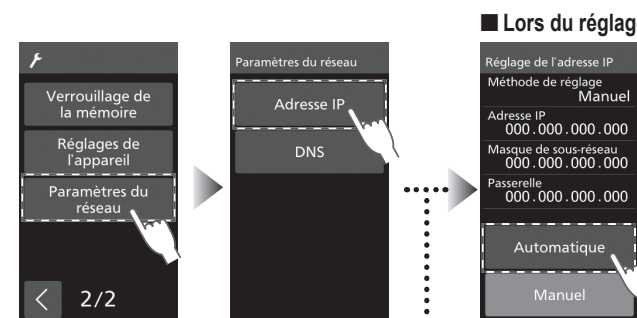 ■ Lors du réglag
Verrouillage de
la mémoire
Réglages de
l'appareil
Paramètres du
réseau
2/2
Paramètres du réseau
Adresse IP
DNS
Réglage de l'adresse IP
Méthode de réglage
Manuel
Adresse IP
000.000.000.000
Masque de sous-réseau
000.000.000.000
Passerelle
000.000.000.000
Automatique
Manuel